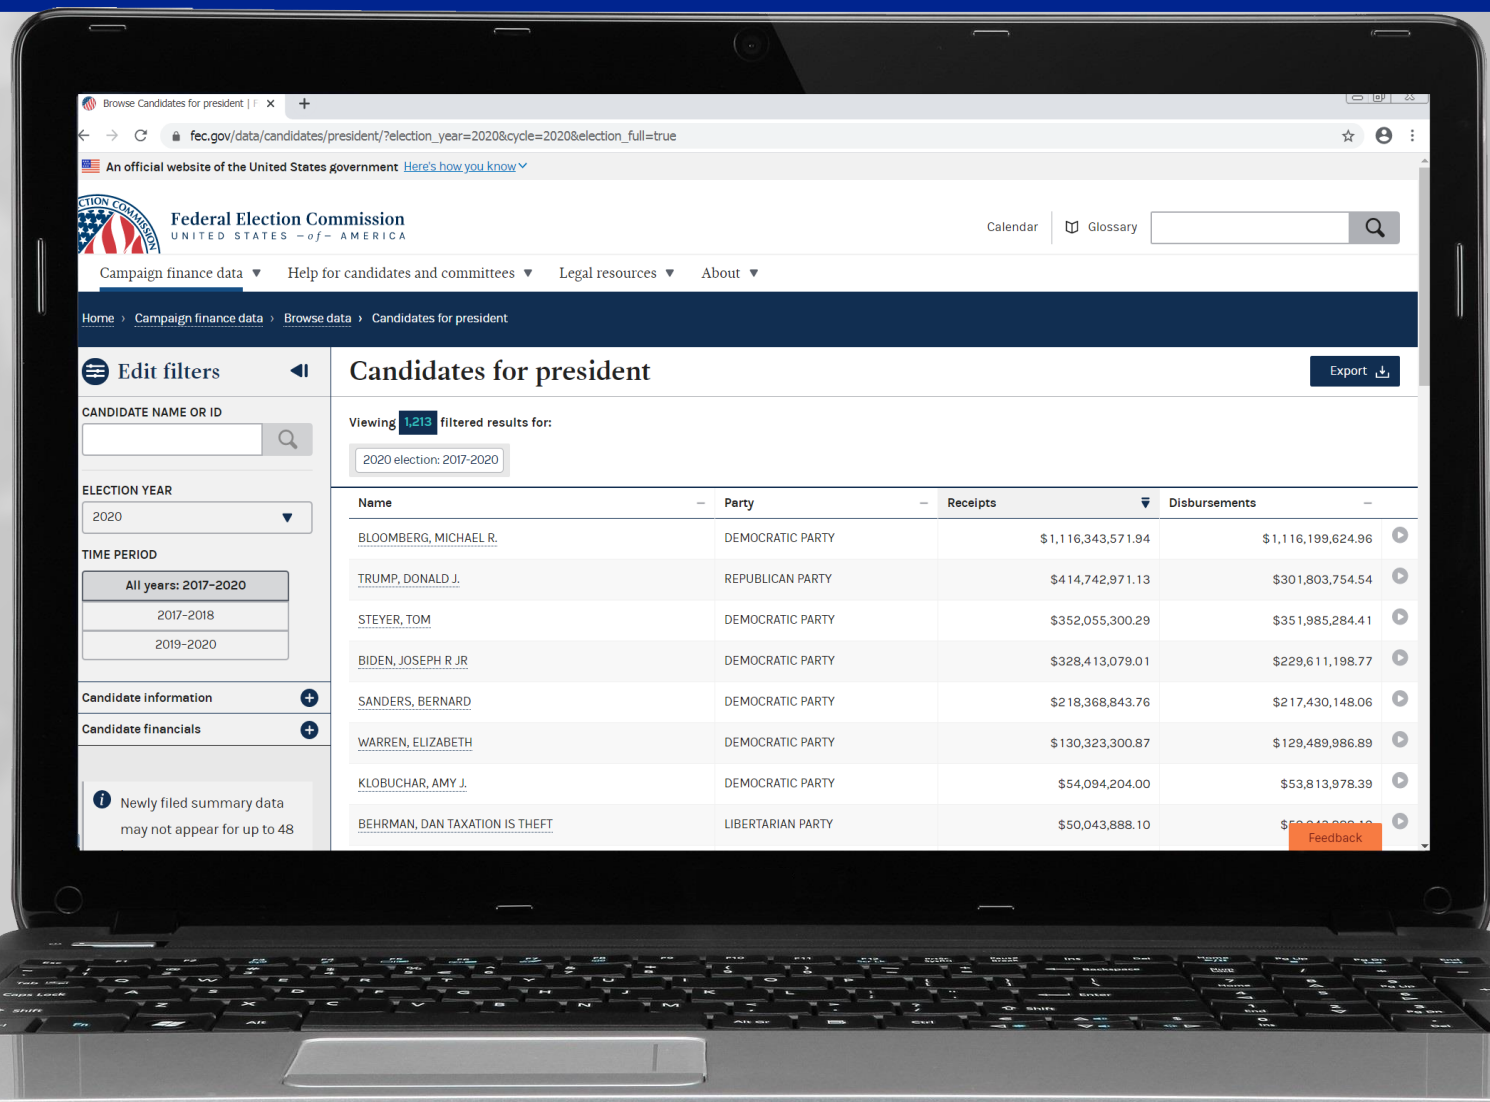 Browse Candidates for president | F
fec.gov/data/candidates/president/?election_year=2020&cycle=2020&election_full=true
An official website of the United States government Here's how you know
Federal Election Commission
UNITED STATES - of - AMERICA
Calendar Glossary
Campaign finance data Help for candidates and committees Legal resources About
Home › Campaign finance data › Browse data › Candidates for president
Edit filters
CANDIDATE NAME OR ID
ELECTION YEAR
2020
TIME PERIOD
All years: 2017–2020
2017–2018
2019–2020
Candidate information
Candidate financials
Newly filed summary data
may not appear for up to 48
Candidates for president
Export
Viewing 1,213 filtered results for:
2020 election: 2017-2020
Name Party Receipts Disbursements
BLOOMBERG, MICHAEL R. DEMOCRATIC PARTY $1,116,343,571.94 $1,116,199,624.96
TRUMP, DONALD J. REPUBLICAN PARTY $414,742,971.13 $301,803,754.54
STEYER, TOM DEMOCRATIC PARTY $352,055,300.29 $351,985,284.41
BIDEN, JOSEPH R JR DEMOCRATIC PARTY $328,413,079.01 $229,611,198.77
SANDERS, BERNARD DEMOCRATIC PARTY $218,368,843.76 $217,430,148.06
WARREN, ELIZABETH DEMOCRATIC PARTY $130,323,300.87 $129,489,986.89
KLOBUCHAR, AMY J. DEMOCRATIC PARTY $54,094,204.00 $53,813,978.39
BEHRMAN, DAN TAXATION IS THEFT LIBERTARIAN PARTY $50,043,888.10
Feedback